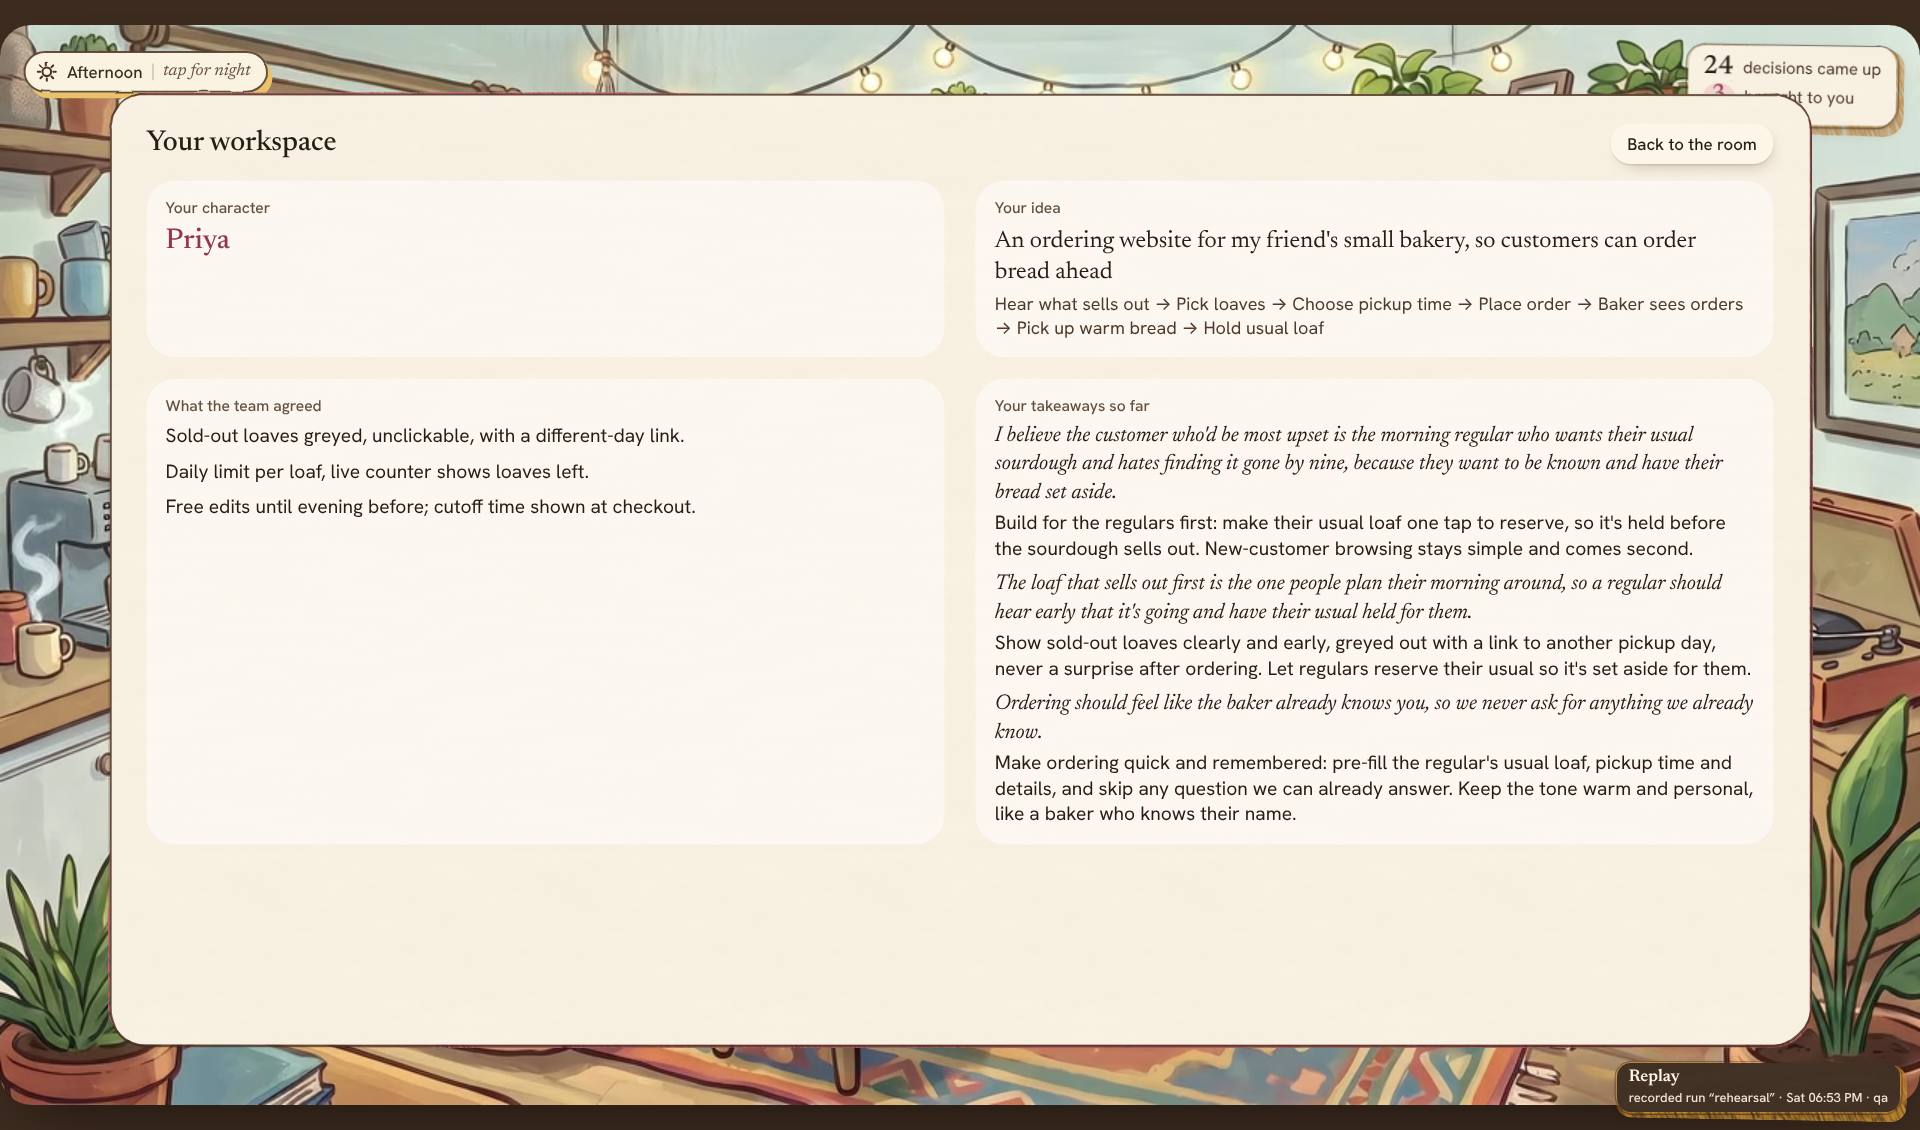 Afternoon | tap for night
24 decisions came up
3 brought to you
Your workspace
Back to the room
Your character
Priya
Your idea
An ordering website for my friend's small bakery, so customers can order
bread ahead
Hear what sells out → Pick loaves → Choose pickup time → Place order → Baker sees orders
→ Pick up warm bread → Hold usual loaf
What the team agreed
Sold-out loaves greyed, unclickable, with a different-day link.
Daily limit per loaf, live counter shows loaves left.
Free edits until evening before; cutoff time shown at checkout.
Your takeaways so far
I believe the customer who'd be most upset is the morning regular who wants their usual
sourdough and hates finding it gone by nine, because they want to be known and have their
bread set aside.
Build for the regulars first: make their usual loaf one tap to reserve, so it's held before
the sourdough sells out. New-customer browsing stays simple and comes second.
The loaf that sells out first is the one people plan their morning around, so a regular should
hear early that it's going and have their usual held for them.
Show sold-out loaves clearly and early, greyed out with a link to another pickup day,
never a surprise after ordering. Let regulars reserve their usual so it's set aside for them.
Ordering should feel like the baker already knows you, so we never ask for anything we already
know.
Make ordering quick and remembered: pre-fill the regular's usual loaf, pickup time and
details, and skip any question we can already answer. Keep the tone warm and personal,
like a baker who knows their name.
Replay
recorded run “rehearsal” · Sat 06:53 PM · qa